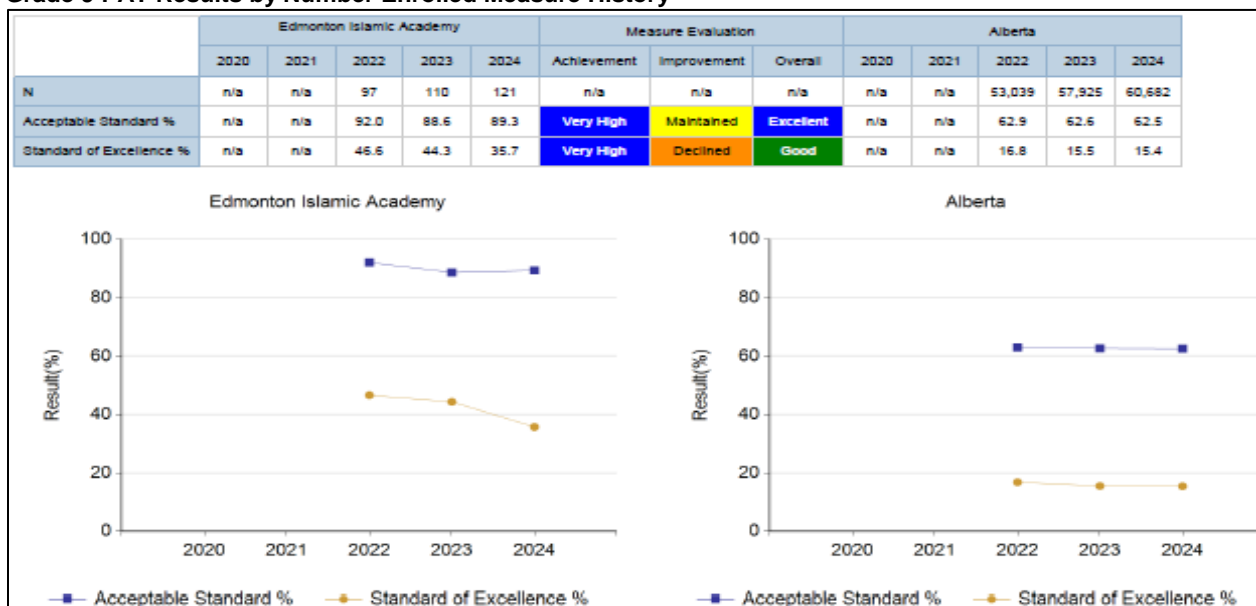 Edmonton Islamic Academy Measure Evaluation Alberta
2020 2021 2022 2023 2024 Achievement Improvement Overall 2020 2021 2022 2023 2024
N n/a n/a 97 110 121 n/a n/a n/a n/a n/a 53,039 57,925 60,682
Acceptable Standard % n/a n/a 92.0 88.6 89.3 Very High Maintained Excellent n/a n/a 62.9 62.6 62.5
Standard of Excellence % n/a n/a 46.6 44.3 35.7 Very High Declined Good n/a n/a 16.8 15.5 15.4
Edmonton Islamic Academy
100
80
60
40
20
0
Result(%)
2020 2021 2022 2023 2024
Acceptable Standard % Standard of Excellence %
Alberta
100
80
60
40
20
0
Result(%)
2020 2021 2022 2023 2024
Acceptable Standard % Standard of Excellence %